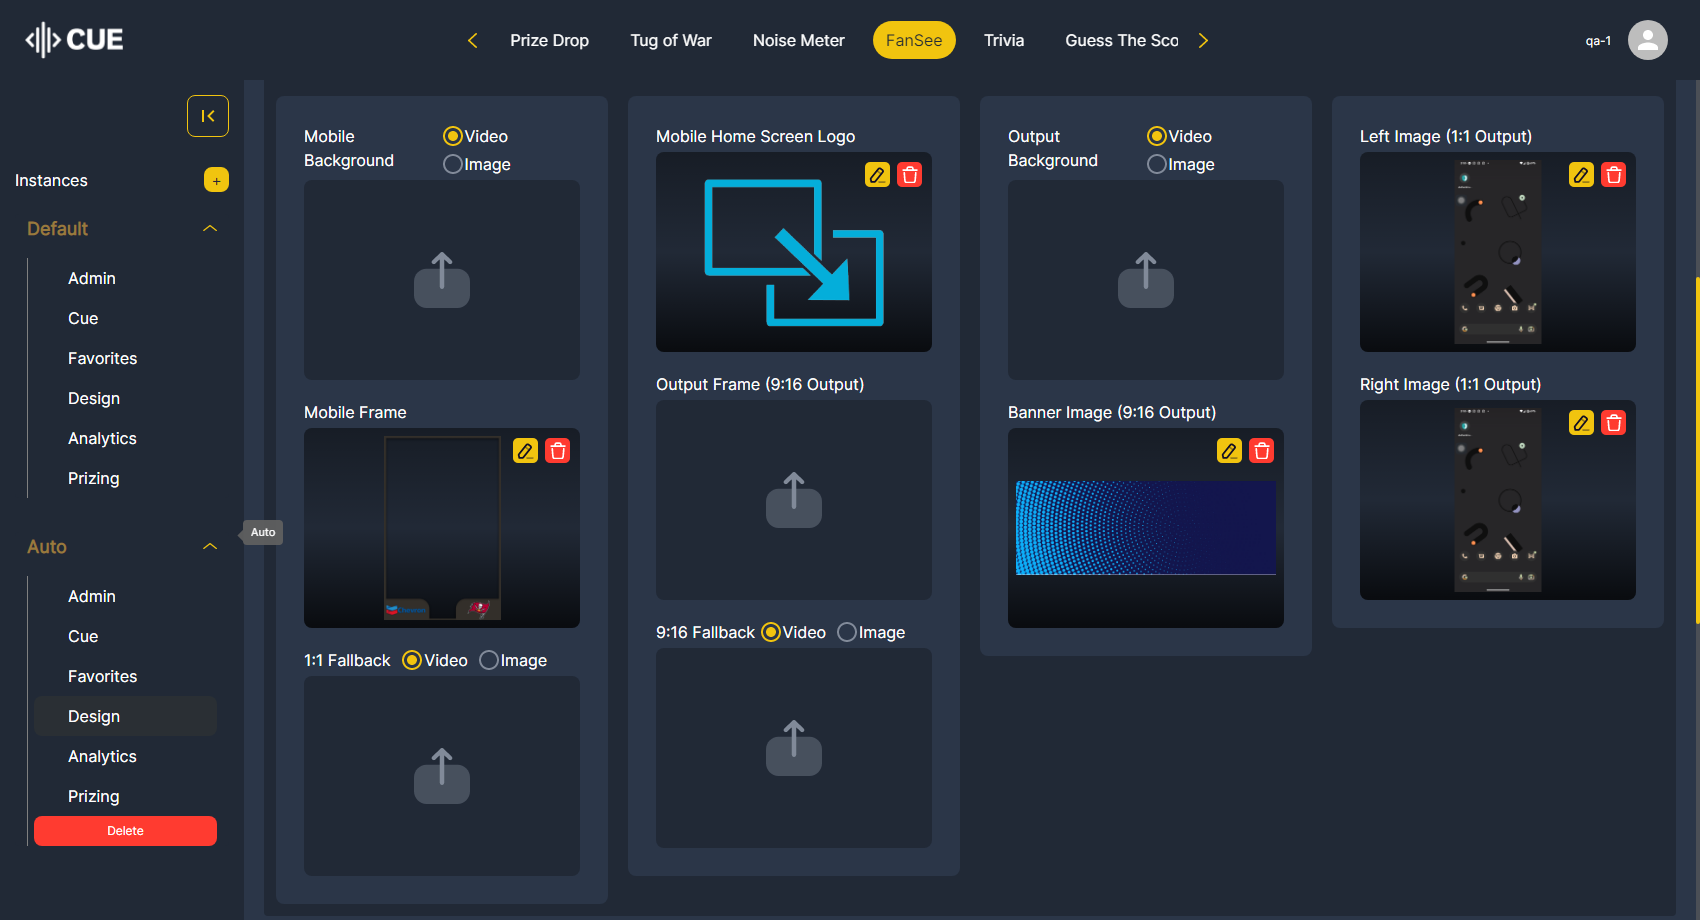 CUE
Prize Drop
Tug of War
Noise Meter
FanSee
Trivia
Guess The Sco
qa-1
Instances
+
Default
Admin
Cue
Favorites
Design
Analytics
Prizing
Auto
Auto
Admin
Cue
Favorites
Design
Analytics
Prizing
Delete
Mobile
Background
Video
Image
Mobile Frame
1:1 Fallback
Video
Image
Mobile Home Screen Logo
Output Frame (9:16 Output)
9:16 Fallback
Video
Image
Output
Background
Video
Image
Banner Image (9:16 Output)
Left Image (1:1 Output)
Right Image (1:1 Output)